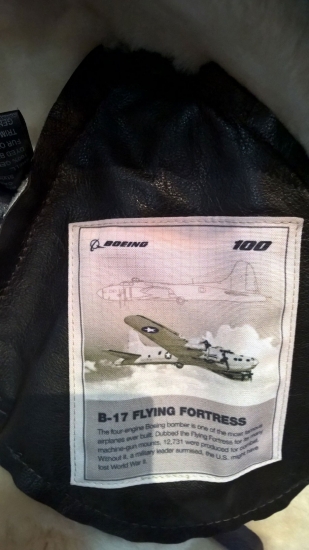 BOEING
100
B-17 FLYING FORTRESS
The four-engine Boeing bomber is one of the most famous
airplanes ever built. Dubbed the Flying Fortress for its many
machine-gun mounts, 12,731 were produced for combat.
Without it, a military leader surmised, the U.S. might have
lost World War II.